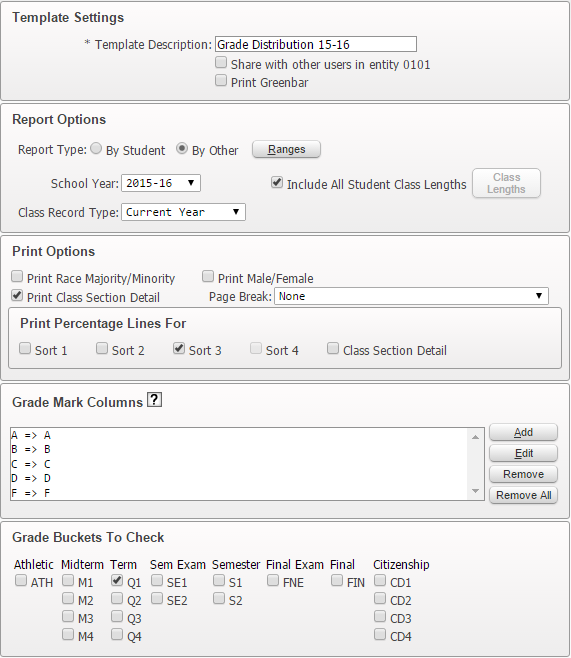 Template Settings
* Template Description: Grade Distribution 15-16
Share with other users in entity 0101
Print Greenbar
Report Options
Report Type: By Student By Other Ranges
School Year: 2015-16 Include All Student Class Lengths Class Lengths
Class Record Type: Current Year
Print Options
Print Race Majority/Minority Print Male/Female
Print Class Section Detail Page Break: None
Print Percentage Lines For
Sort 1 Sort 2 Sort 3 Sort 4 Class Section Detail
Grade Mark Columns ?
A => A Add
B => B Edit
C => C Remove
D => D Remove All
F => F
Grade Buckets To Check
Athletic Midterm Term Sem Exam Semester Final Exam Final Citizenship
ATH M1 Q1 SE1 S1 FNE FIN CD1
M2 Q2 SE2 S2 CD2
M3 Q3 CD3
M4 Q4 CD4